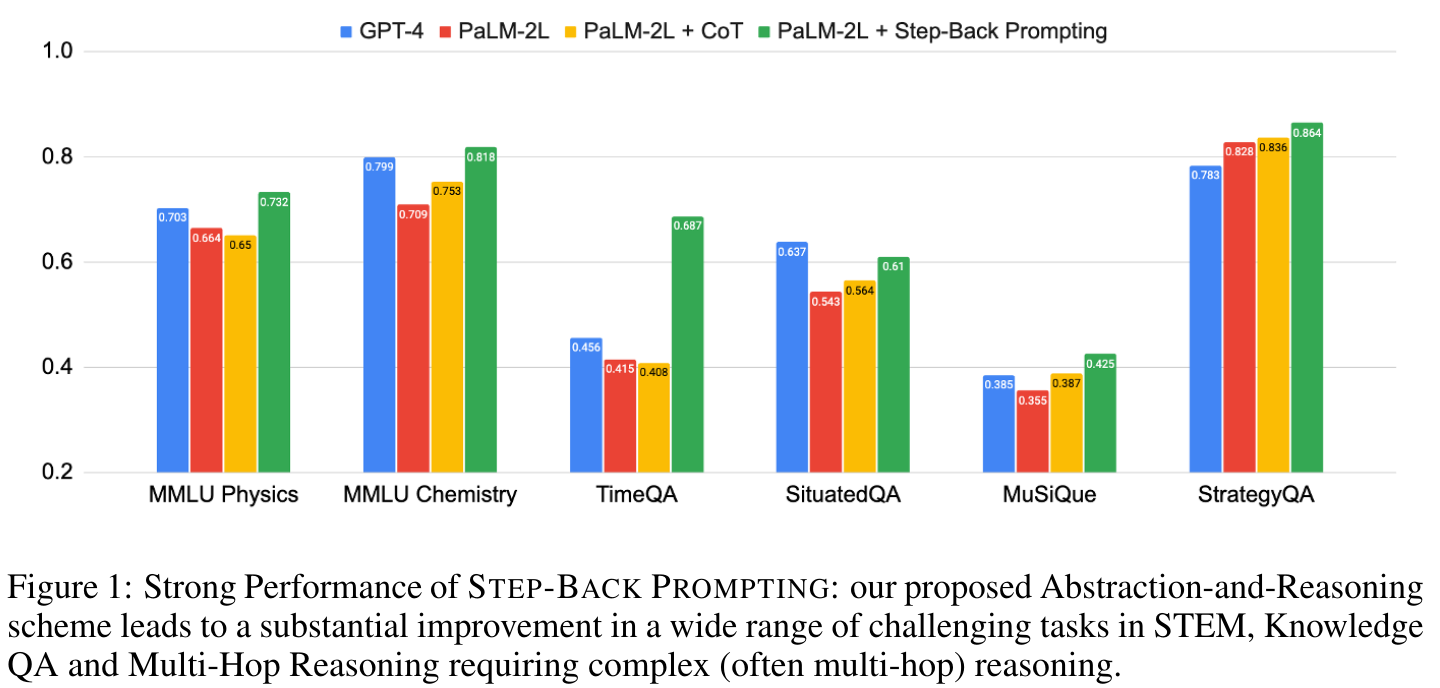 GPT-4 PaLM-2L PaLM-2L + CoT PaLM-2L + Step-Back Prompting
1.0
0.8
0.6
0.4
0.2
0.703 0.664 0.65 0.732
0.799 0.709 0.753 0.818
0.456 0.415 0.408 0.687
0.637 0.543 0.564 0.61
0.385 0.355 0.387 0.425
0.783 0.828 0.836 0.864
MMLU Physics MMLU Chemistry TimeQA SituatedQA MuSiQue StrategyQA
Figure 1: Strong Performance of STEP-BACK PROMPTING: our proposed Abstraction-and-Reasoning
scheme leads to a substantial improvement in a wide range of challenging tasks in STEM, Knowledge
QA and Multi-Hop Reasoning requiring complex (often multi-hop) reasoning.